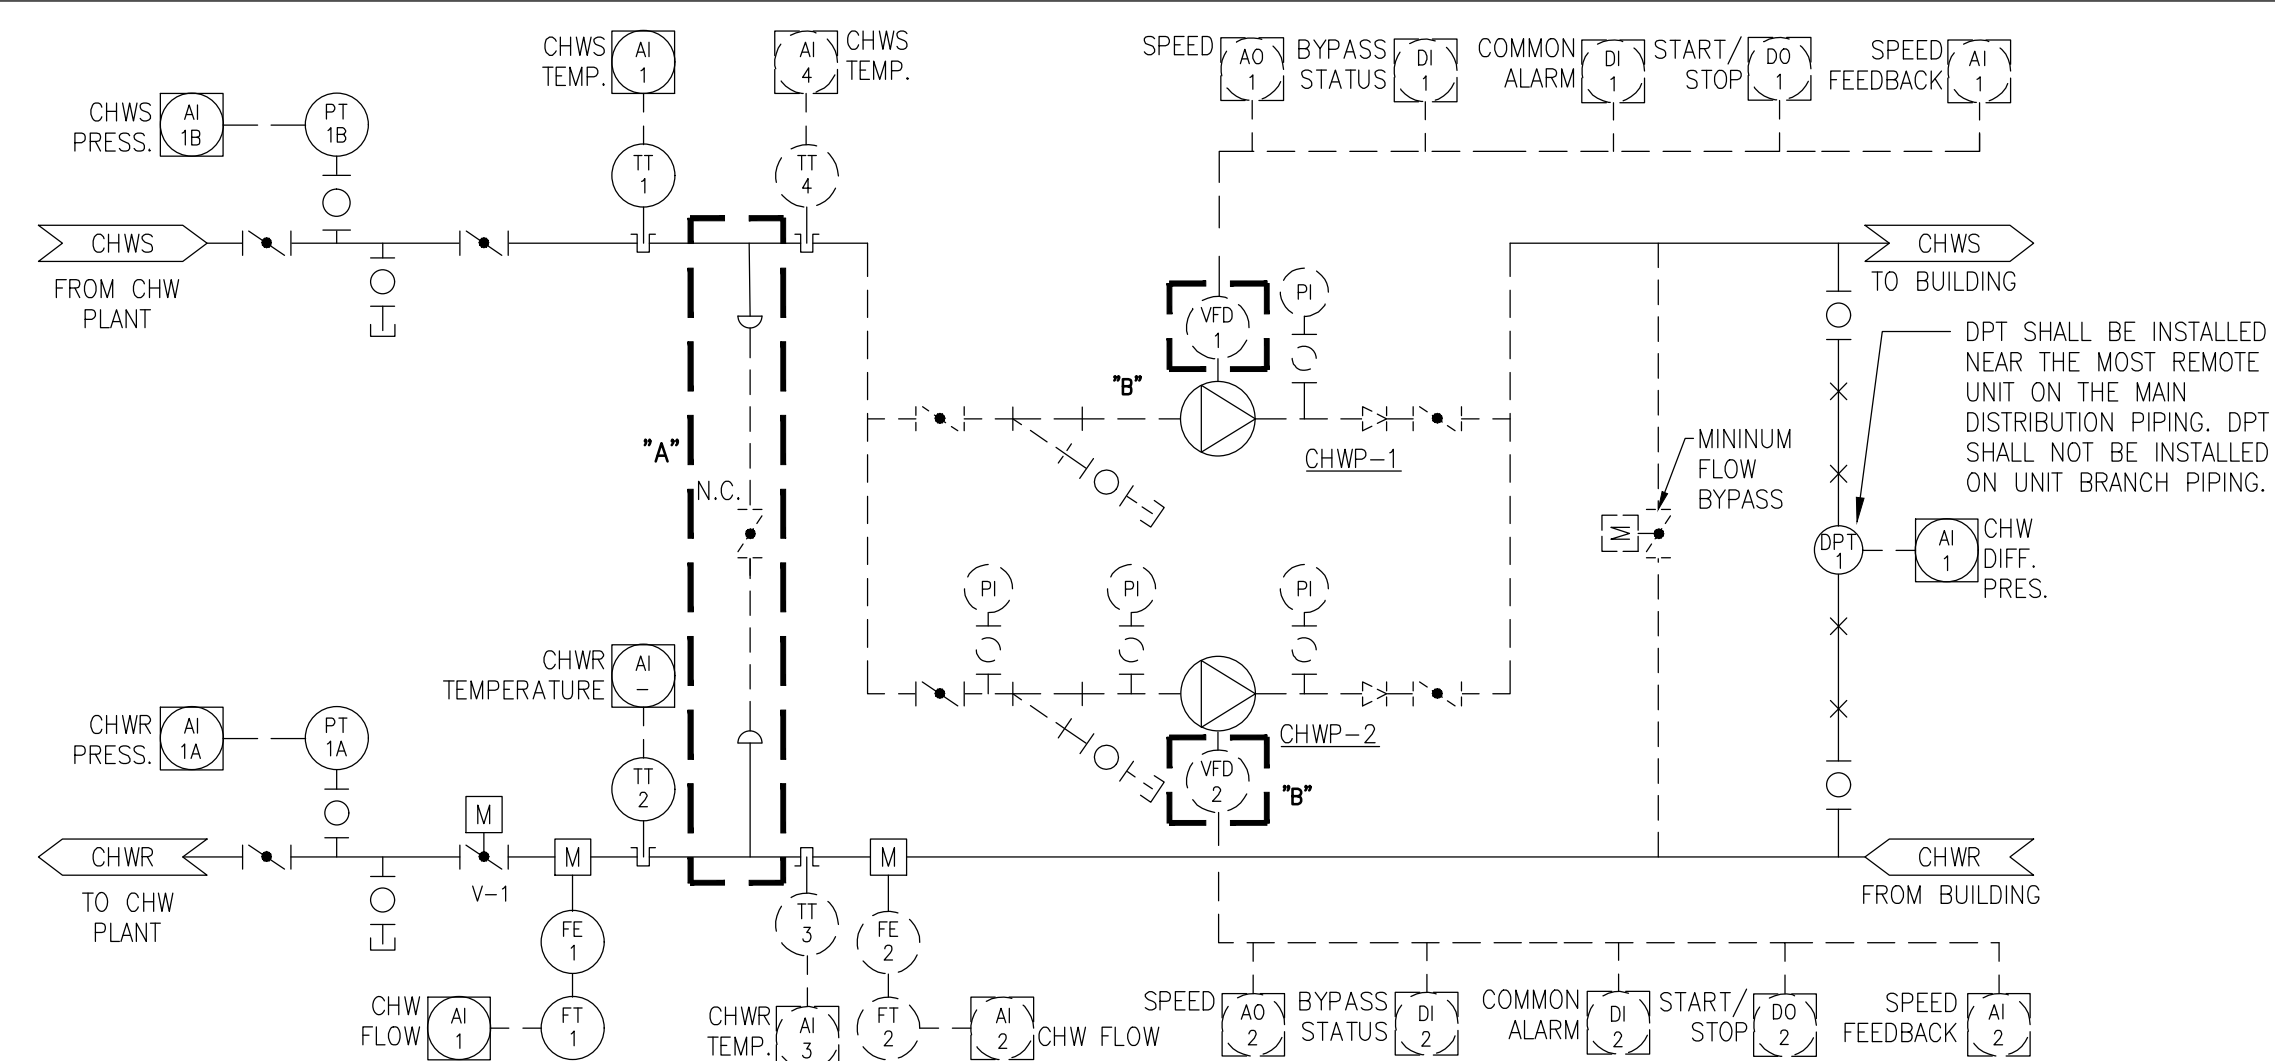 CHWS
TEMP.
AI
1
AI
4
CHWS
TEMP.
SPEED
AO
1
BYPASS
STATUS
DI
1
COMMON
ALARM
DI
1
START/
STOP
DO
1
SPEED
FEEDBACK
AI
1
CHWS
PRESS.
AI
1B
PT
1B
TT
1
TT
4
CHWS
FROM CHW
PLANT
CHWS
TO BUILDING
VFD
1
PI
DPT SHALL BE INSTALLED
NEAR THE MOST REMOTE
UNIT ON THE MAIN
DISTRIBUTION PIPING. DPT
SHALL NOT BE INSTALLED
ON UNIT BRANCH PIPING.
"B"
"A"
CHWP-1
MININUM
FLOW
BYPASS
N.C.
M
DPT
1
AI
1
CHW
DIFF.
PRES.
PI
PI
PI
CHWR
TEMPERATURE
AI
-
CHWR
PRESS.
AI
1A
PT
1A
TT
2
CHWP-2
VFD
2
"B"
M
V-1
M
M
CHWR
TO CHW
PLANT
CHWR
FROM BUILDING
FE
1
TT
3
FE
2
CHW
FLOW
AI
1
FT
1
CHWR
TEMP.
AI
3
FT
2
AI
2
CHW FLOW
SPEED
AO
2
BYPASS
STATUS
DI
2
COMMON
ALARM
DI
2
START/
STOP
DO
2
SPEED
FEEDBACK
AI
2